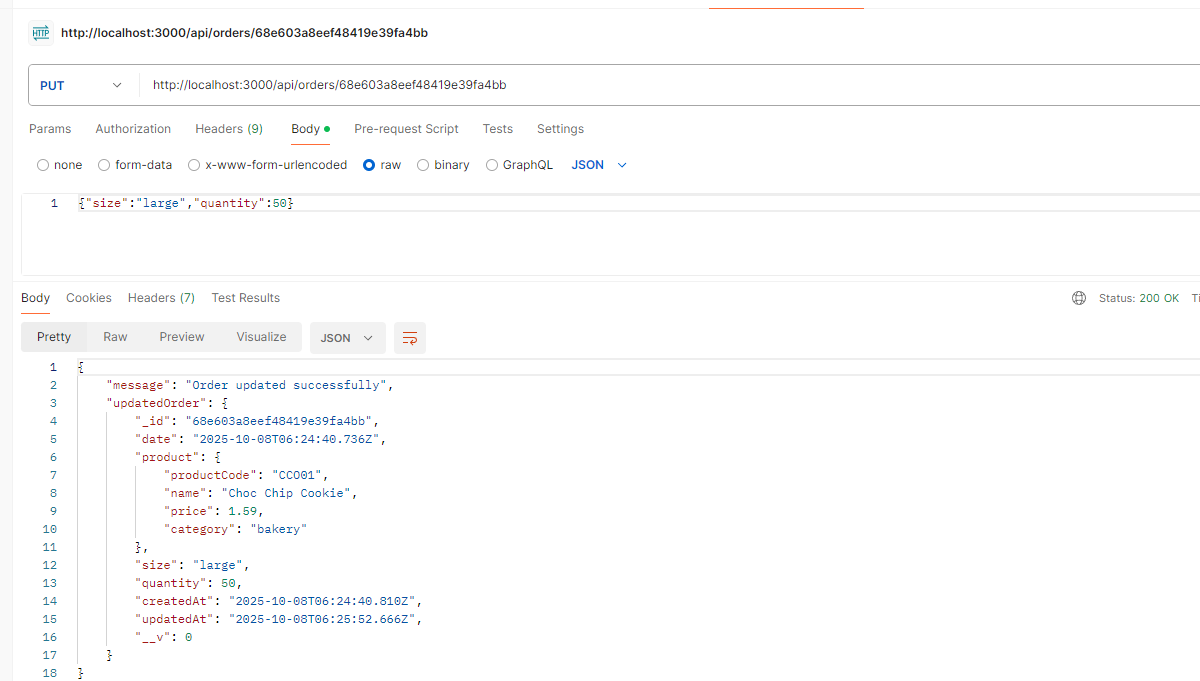 HTTP http://localhost:3000/api/orders/68e603a8eef48419e39fa4bb
PUT http://localhost:3000/api/orders/68e603a8eef48419e39fa4bb
Params Authorization Headers (9) Body Pre-request Script Tests Settings
none form-data x-www-form-urlencoded raw binary GraphQL JSON
1 {"size":"large","quantity":50}
Body Cookies Headers (7) Test Results Status: 200 OK Ti
Pretty Raw Preview Visualize JSON
1 {
2 "message": "Order updated successfully",
3 "updatedOrder": {
4 "_id": "68e603a8eef48419e39fa4bb",
5 "date": "2025-10-08T06:24:40.736Z",
6 "product": {
7 "productCode": "CCO01",
8 "name": "Choc Chip Cookie",
9 "price": 1.59,
10 "category": "bakery"
11 },
12 "size": "large",
13 "quantity": 50,
14 "createdAt": "2025-10-08T06:24:40.810Z",
15 "updatedAt": "2025-10-08T06:25:52.666Z",
16 "__v": 0
17 }
18 }